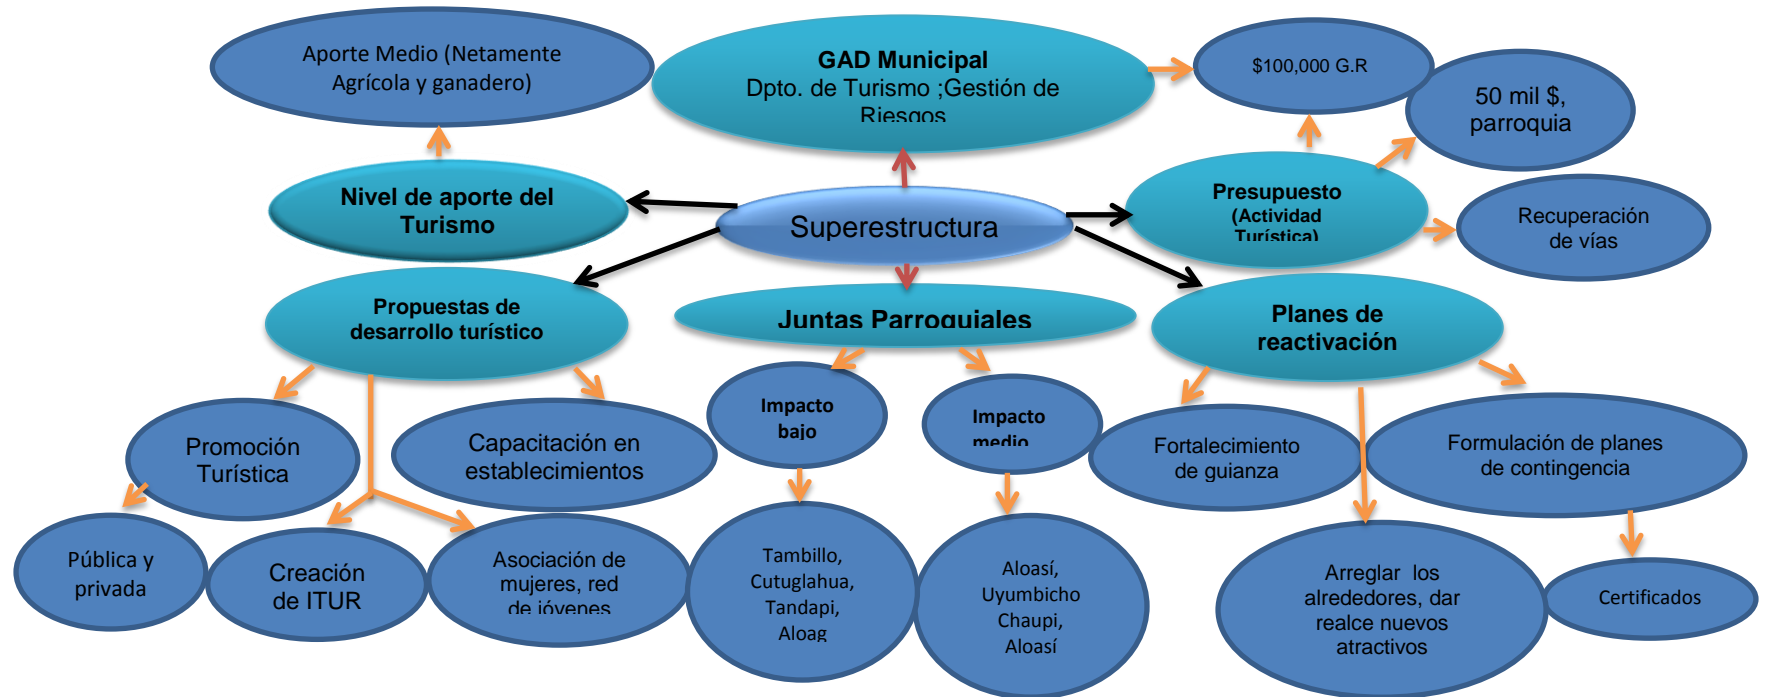 Aporte Medio (Netamente
Agrícola y ganadero)
GAD Municipal
Dpto. de Turismo ;Gestión de
Riesgos
$100,000 G.R
50 mil $,
parroquia
Nivel de aporte del
Turismo
Superestructura
Presupuesto
(Actividad
Turística)
Recuperación
de vías
Propuestas de
desarrollo turístico
Juntas Parroquiales
Planes de
reactivación
Impacto
bajo
Impacto
medio
Promoción
Turística
Capacitación en
establecimientos
Fortalecimiento
de guianza
Formulación de planes
de contingencia
Pública y
privada
Creación
de ITUR
Asociación de
mujeres, red
de jóvenes
Tambillo,
Cutuglahua,
Tandapi,
Aloag
Aloasí,
Uyumbicho
Chaupi,
Aloasí
Arreglar los
alrededores, dar
realce nuevos
atractivos
Certificados